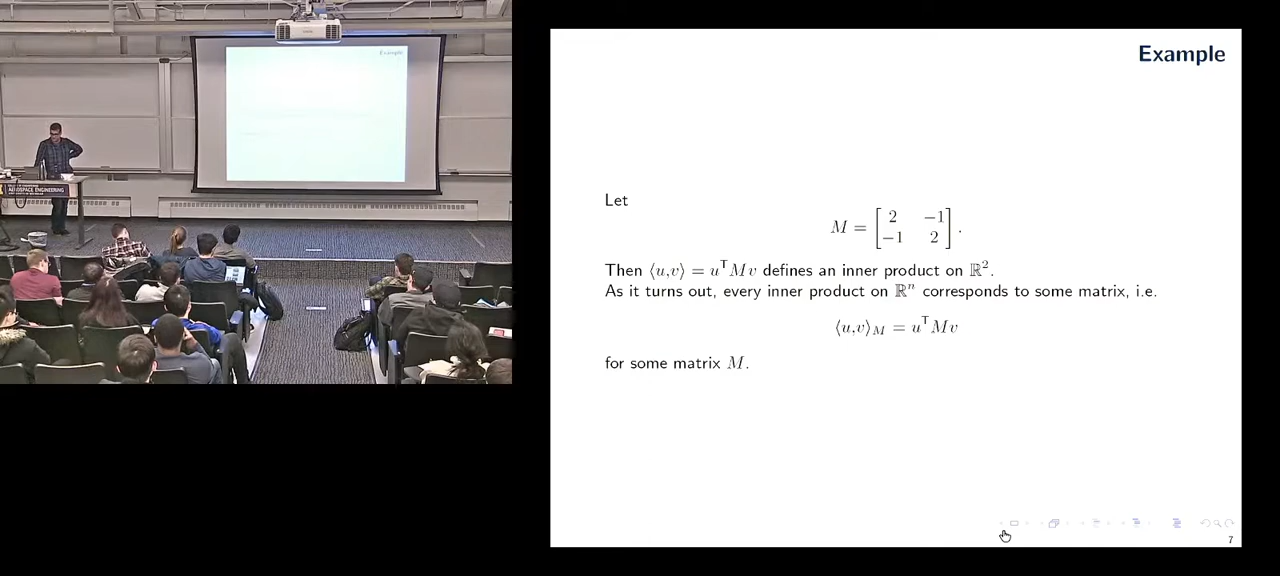 Example
AEROSPACE ENGINEERING
Example
Let
M = [2 −1
−1 2].
Then ⟨u,v⟩ = uᵀMv defines an inner product on ℝ².
As it turns out, every inner product on ℝⁿ corresponds to some matrix, i.e.
⟨u,v⟩_M = uᵀMv
for some matrix M.
7